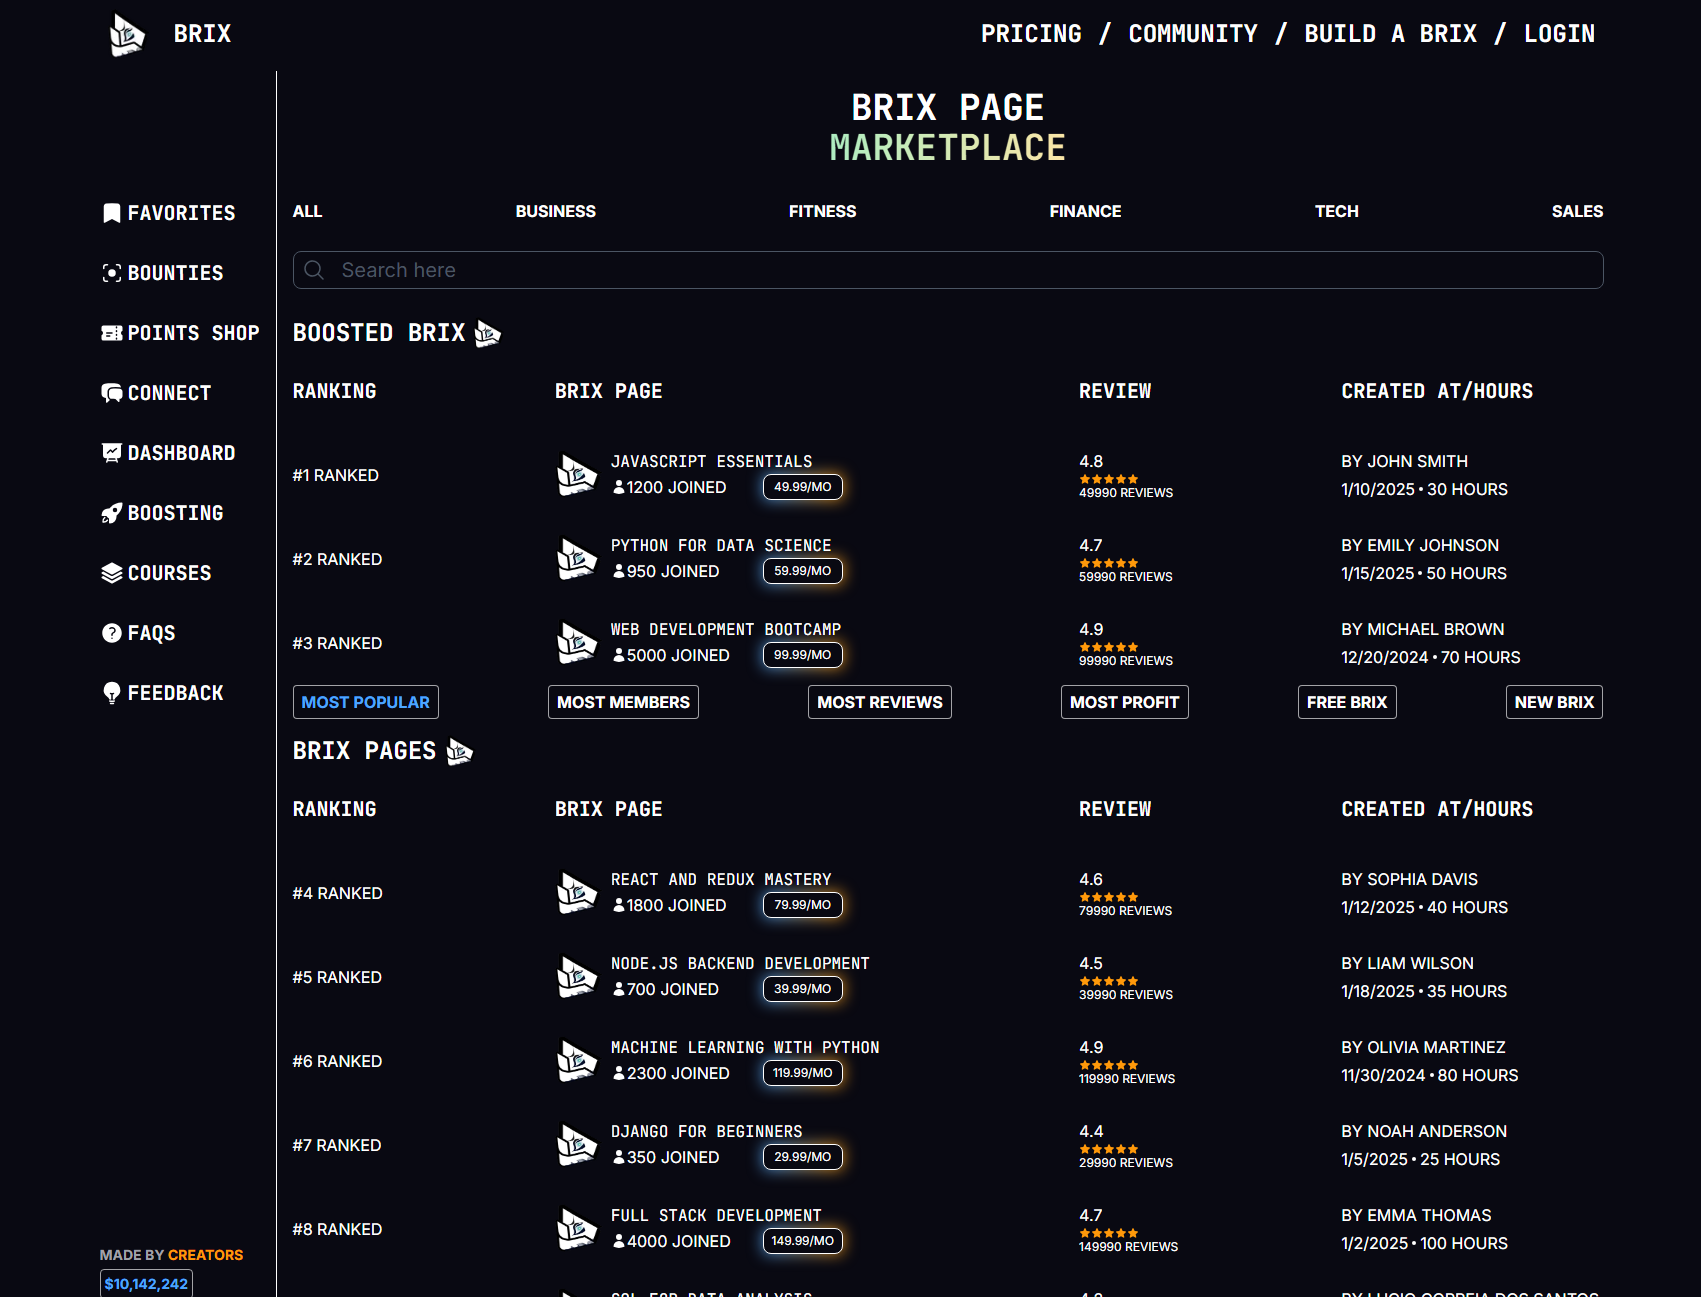 BRIX
PRICING / COMMUNITY / BUILD A BRIX / LOGIN
BRIX PAGE
MARKETPLACE
FAVORITES
BOUNTIES
POINTS SHOP
CONNECT
DASHBOARD
BOOSTING
COURSES
FAQS
FEEDBACK
MADE BY CREATORS
$10,142,242
ALL BUSINESS FITNESS FINANCE TECH SALES
Search here
BOOSTED BRIX
RANKING BRIX PAGE REVIEW CREATED AT/HOURS
#1 RANKED
JAVASCRIPT ESSENTIALS
1200 JOINED 49.99/MO
4.8
49990 REVIEWS
BY JOHN SMITH
1/10/2025 • 30 HOURS
#2 RANKED
PYTHON FOR DATA SCIENCE
950 JOINED 59.99/MO
4.7
59990 REVIEWS
BY EMILY JOHNSON
1/15/2025 • 50 HOURS
#3 RANKED
WEB DEVELOPMENT BOOTCAMP
5000 JOINED 99.99/MO
4.9
99990 REVIEWS
BY MICHAEL BROWN
12/20/2024 • 70 HOURS
MOST POPULAR MOST MEMBERS MOST REVIEWS MOST PROFIT FREE BRIX NEW BRIX
BRIX PAGES
RANKING BRIX PAGE REVIEW CREATED AT/HOURS
#4 RANKED
REACT AND REDUX MASTERY
1800 JOINED 79.99/MO
4.6
79990 REVIEWS
BY SOPHIA DAVIS
1/12/2025 • 40 HOURS
#5 RANKED
NODE.JS BACKEND DEVELOPMENT
700 JOINED 39.99/MO
4.5
39990 REVIEWS
BY LIAM WILSON
1/18/2025 • 35 HOURS
#6 RANKED
MACHINE LEARNING WITH PYTHON
2300 JOINED 119.99/MO
4.9
119990 REVIEWS
BY OLIVIA MARTINEZ
11/30/2024 • 80 HOURS
#7 RANKED
DJANGO FOR BEGINNERS
350 JOINED 29.99/MO
4.4
29990 REVIEWS
BY NOAH ANDERSON
1/5/2025 • 25 HOURS
#8 RANKED
FULL STACK DEVELOPMENT
4000 JOINED 149.99/MO
4.7
149990 REVIEWS
BY EMMA THOMAS
1/2/2025 • 100 HOURS
SQL FOR DATA ANALYSIS
BY LUCIO CORREIA DOS SANTOS